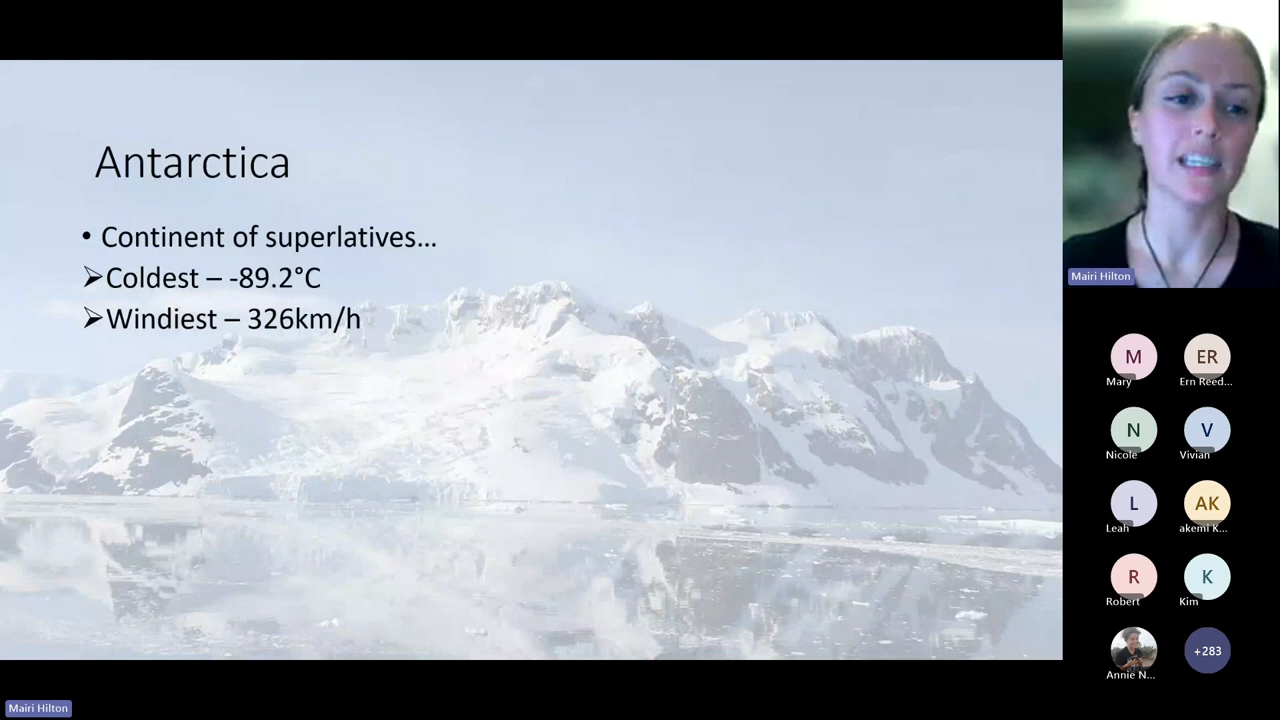 Antarctica
• Continent of superlatives…
➢Coldest – -89.2°C
➢Windiest – 326km/h
Mairi Hilton
M
ER
Mary
Ern Reed...
N
V
Nicole
Vivian
L
AK
Leah
akemi K...
R
K
Robert
Kim
+283
Annie N...
Mairi Hilton